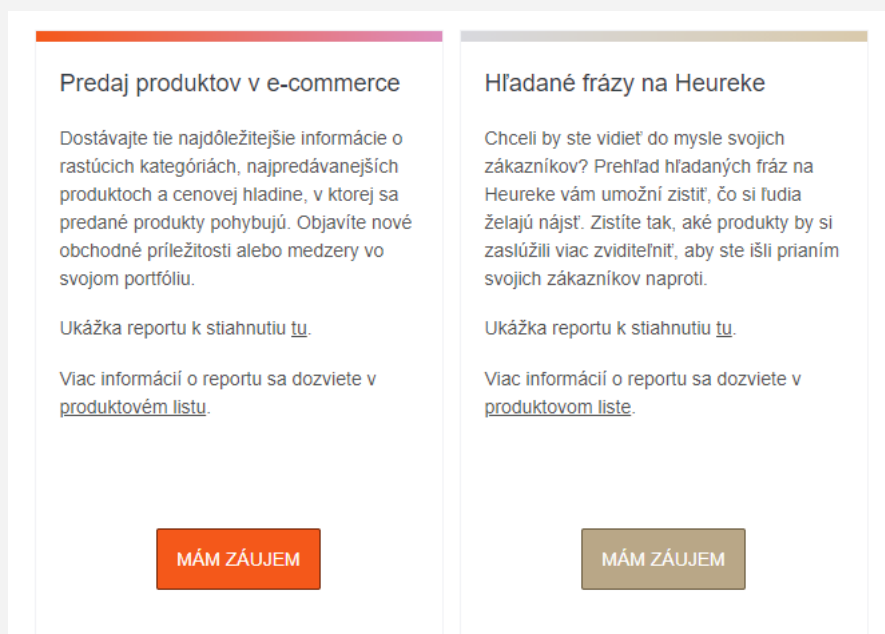 Predaj produktov v e-commerce
Dostávajte tie najdôležitejšie informácie o
rastúcich kategóriách, najpredávanejších
produktoch a cenovej hladine, v ktorej sa
predané produkty pohybujú. Objavíte nové
obchodné príležitosti alebo medzery vo
svojom portfóliu.
Ukážka reportu k stiahnutiu tu.
Viac informácií o reportu sa dozviete v
produktovém listu.
MÁM ZÁUJEM
Hľadané frázy na Heureke
Chceli by ste vidieť do mysle svojich
zákazníkov? Prehľad hľadaných fráz na
Heureke vám umožní zistiť, čo si ľudia
želajú nájsť. Zistíte tak, aké produkty by si
zaslúžili viac zviditeľniť, aby ste išli prianím
svojich zákazníkov naproti.
Ukážka reportu k stiahnutiu tu.
Viac informácií o reportu sa dozviete v
produktovom liste.
MÁM ZÁUJEM